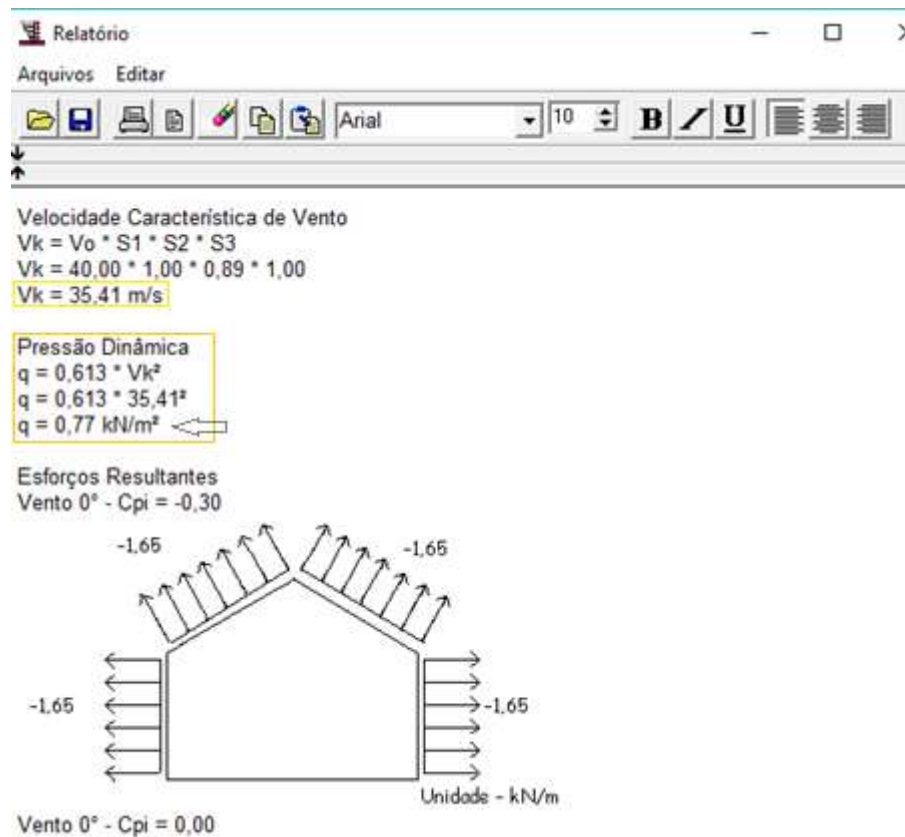 Relatório
Arquivos Editar
Arial 10 B I U
Velocidade Característica de Vento
Vk = Vo * S1 * S2 * S3
Vk = 40,00 * 1,00 * 0,89 * 1,00
Vk = 35,41 m/s
Pressão Dinâmica
q = 0,613 * Vk²
q = 0,613 * 35,41²
q = 0,77 kN/m²
Esforços Resultantes
Vento 0° - Cpi = -0,30
-1,65 -1,65
-1,65 -1,65
Unidade - kN/m
Vento 0° - Cpi = 0,00